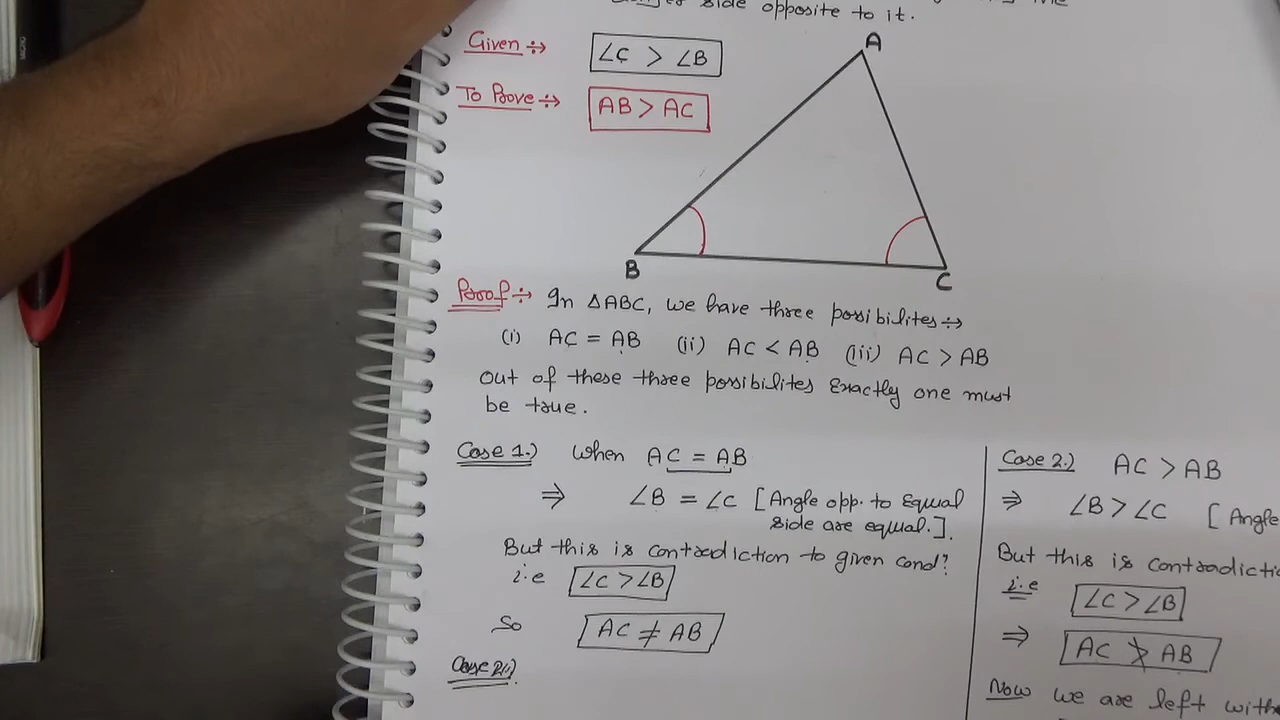 side opposite to it.
Given ÷>
∠C > ∠B
To Prove ÷>
AB > AC
A
B
C
Proof ÷> In ΔABC, we have three possibilites ÷>
(i) AC = AB (ii) AC < AB (iii) AC > AB
out of these three possibilites Exactly one must
be true.
Case 1.) When AC = AB
⇒ ∠B = ∠C [Angle opp. to Equal
side are equal.].
But this is contradiction to given cond?
i.e ∠C > ∠B
So AC ≠ AB
Case 2.)
Case 2.) AC > AB
⇒ ∠B > ∠C [Angle
But this is contradictio
i.e ∠C > ∠B
⇒ AC ≯ AB
Now we are left with